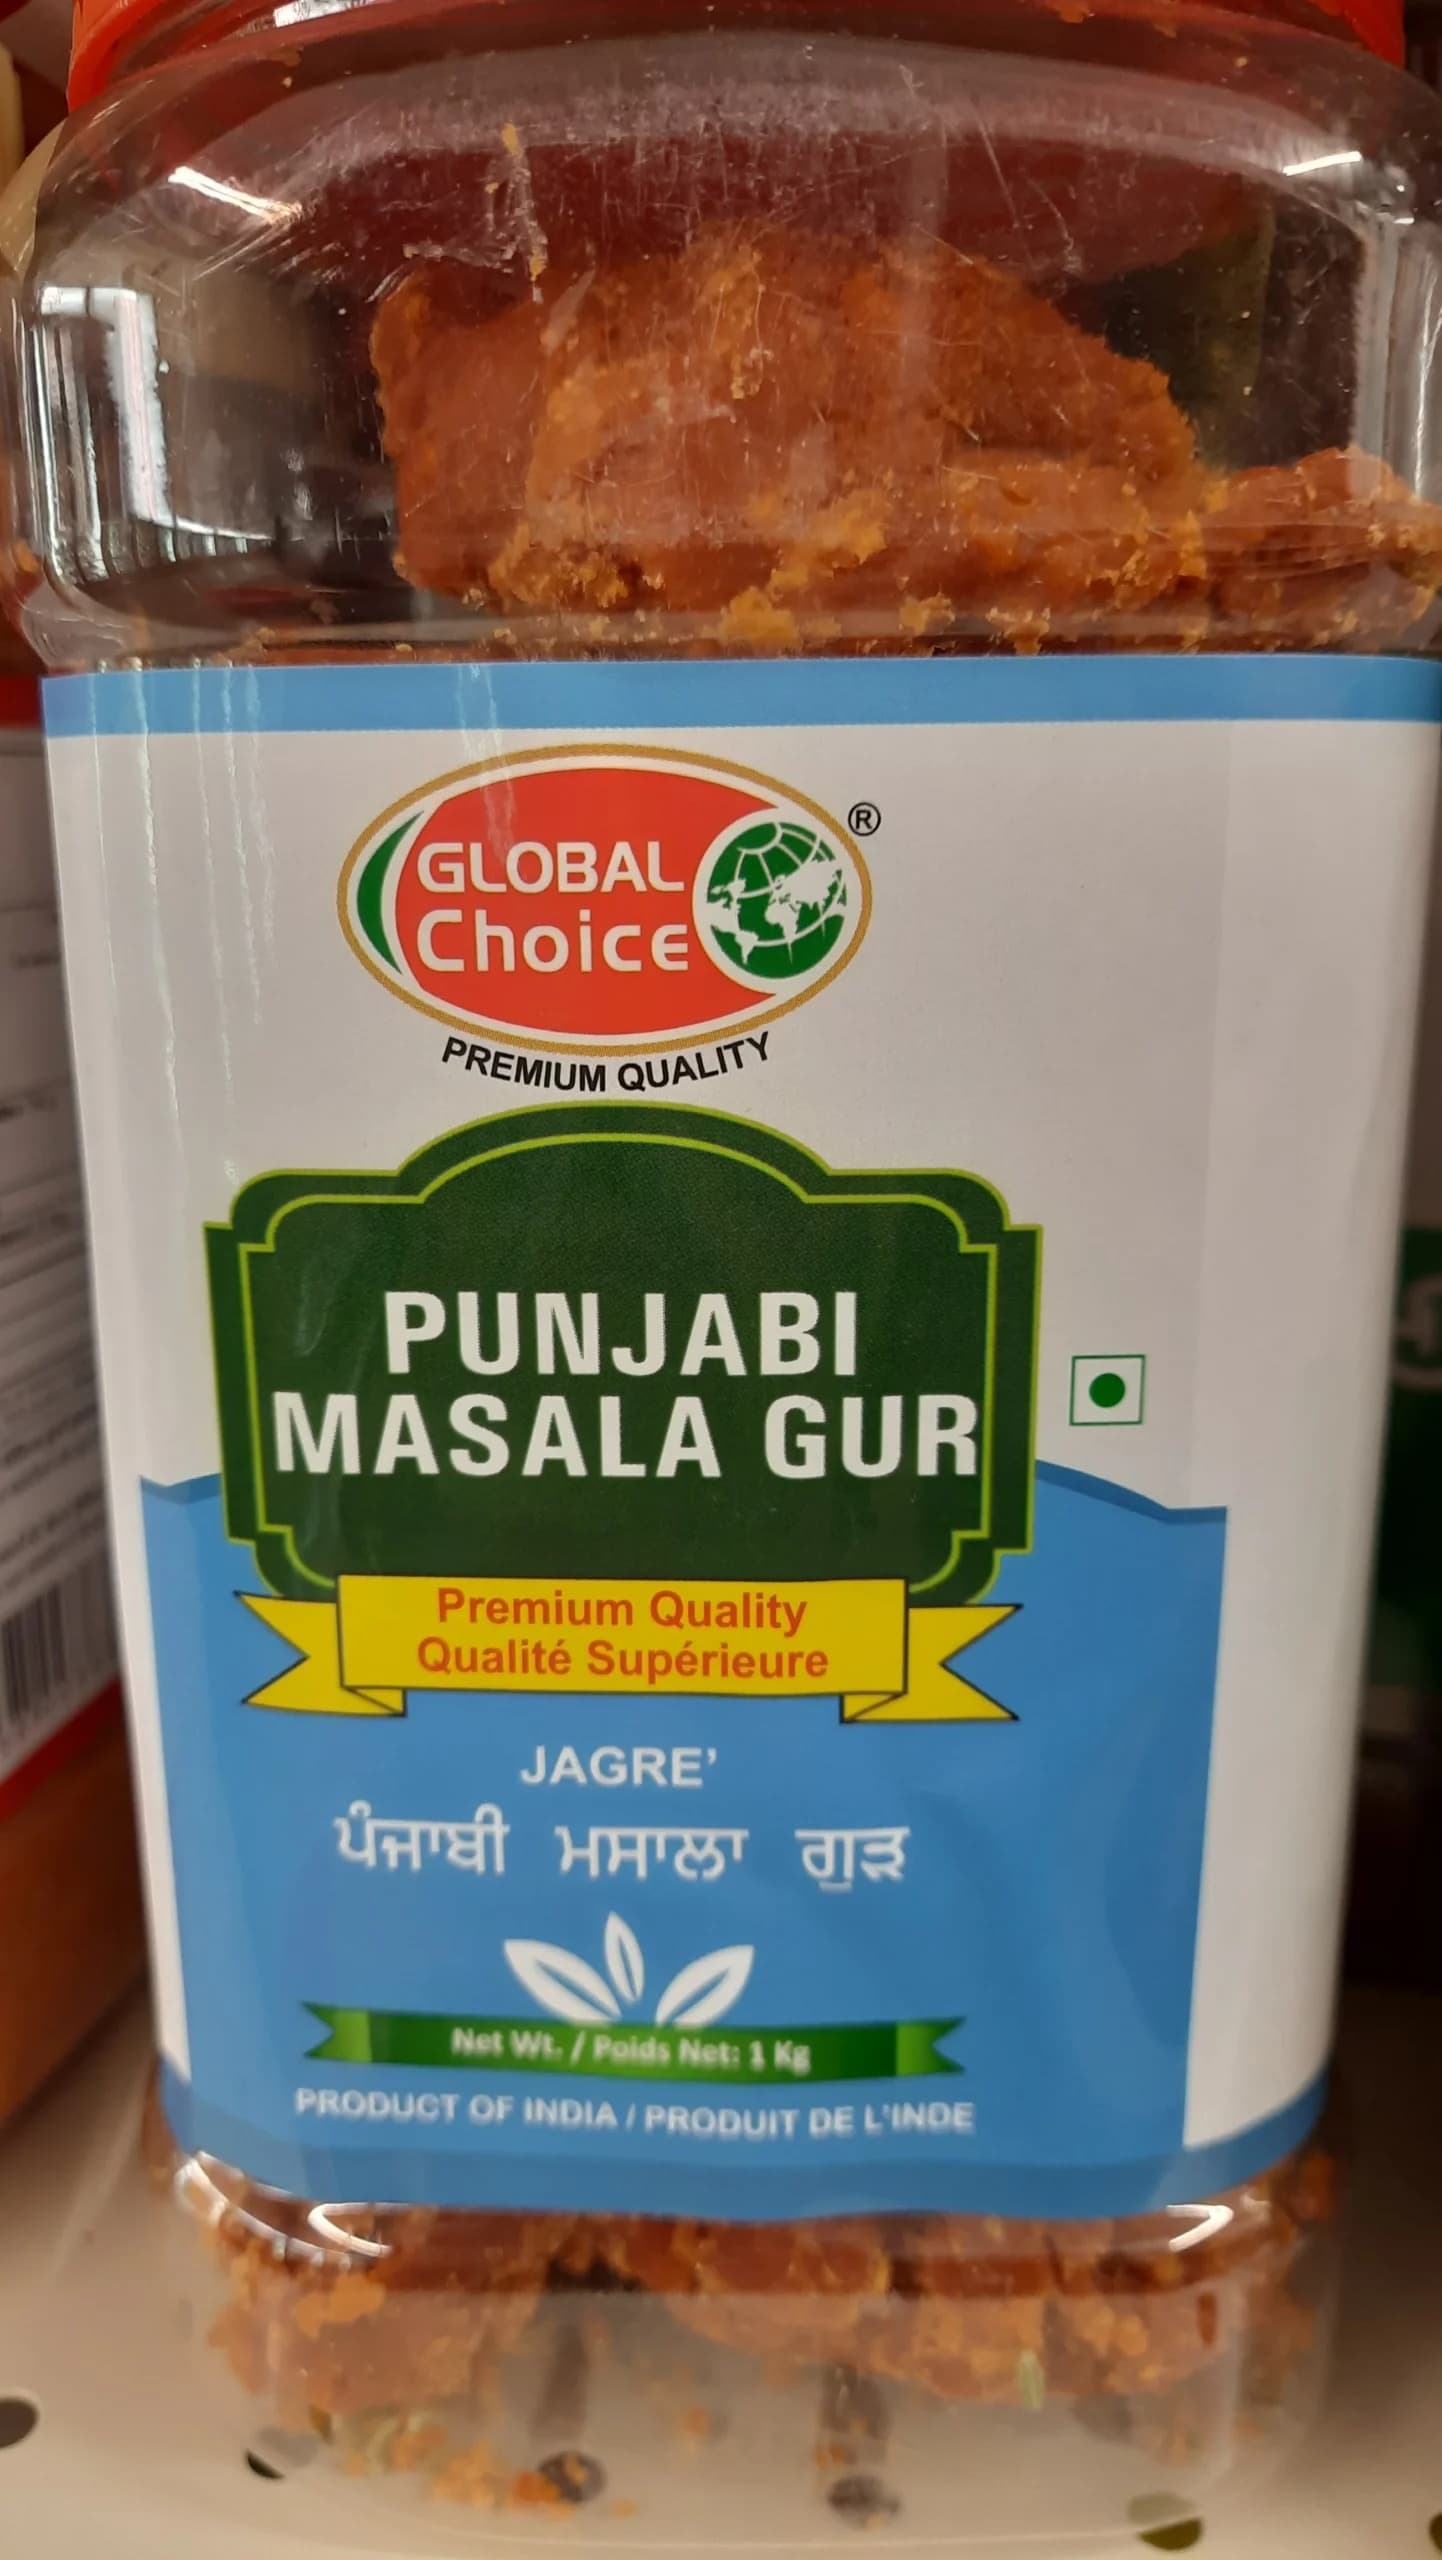 GLOBAL
Choice
®
PREMIUM QUALITY
PUNJABI
MASALA GUR
Premium Quality
Qualité Supérieure
JAGRE’
ਪੰਜਾਬੀ ਮਸਾਲਾ ਗੁੜ
Net Wt. / Poids Net: 1 Kg
PRODUCT OF INDIA / PRODUIT DE L'INDE